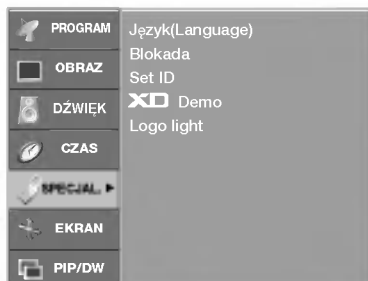 PROGRAM
OBRAZ
DŹWIĘK
CZAS
SPECJAL. ►
EKRAN
PIP/DW
Język(Language)
Blokada
Set ID
XD Demo
Logo light